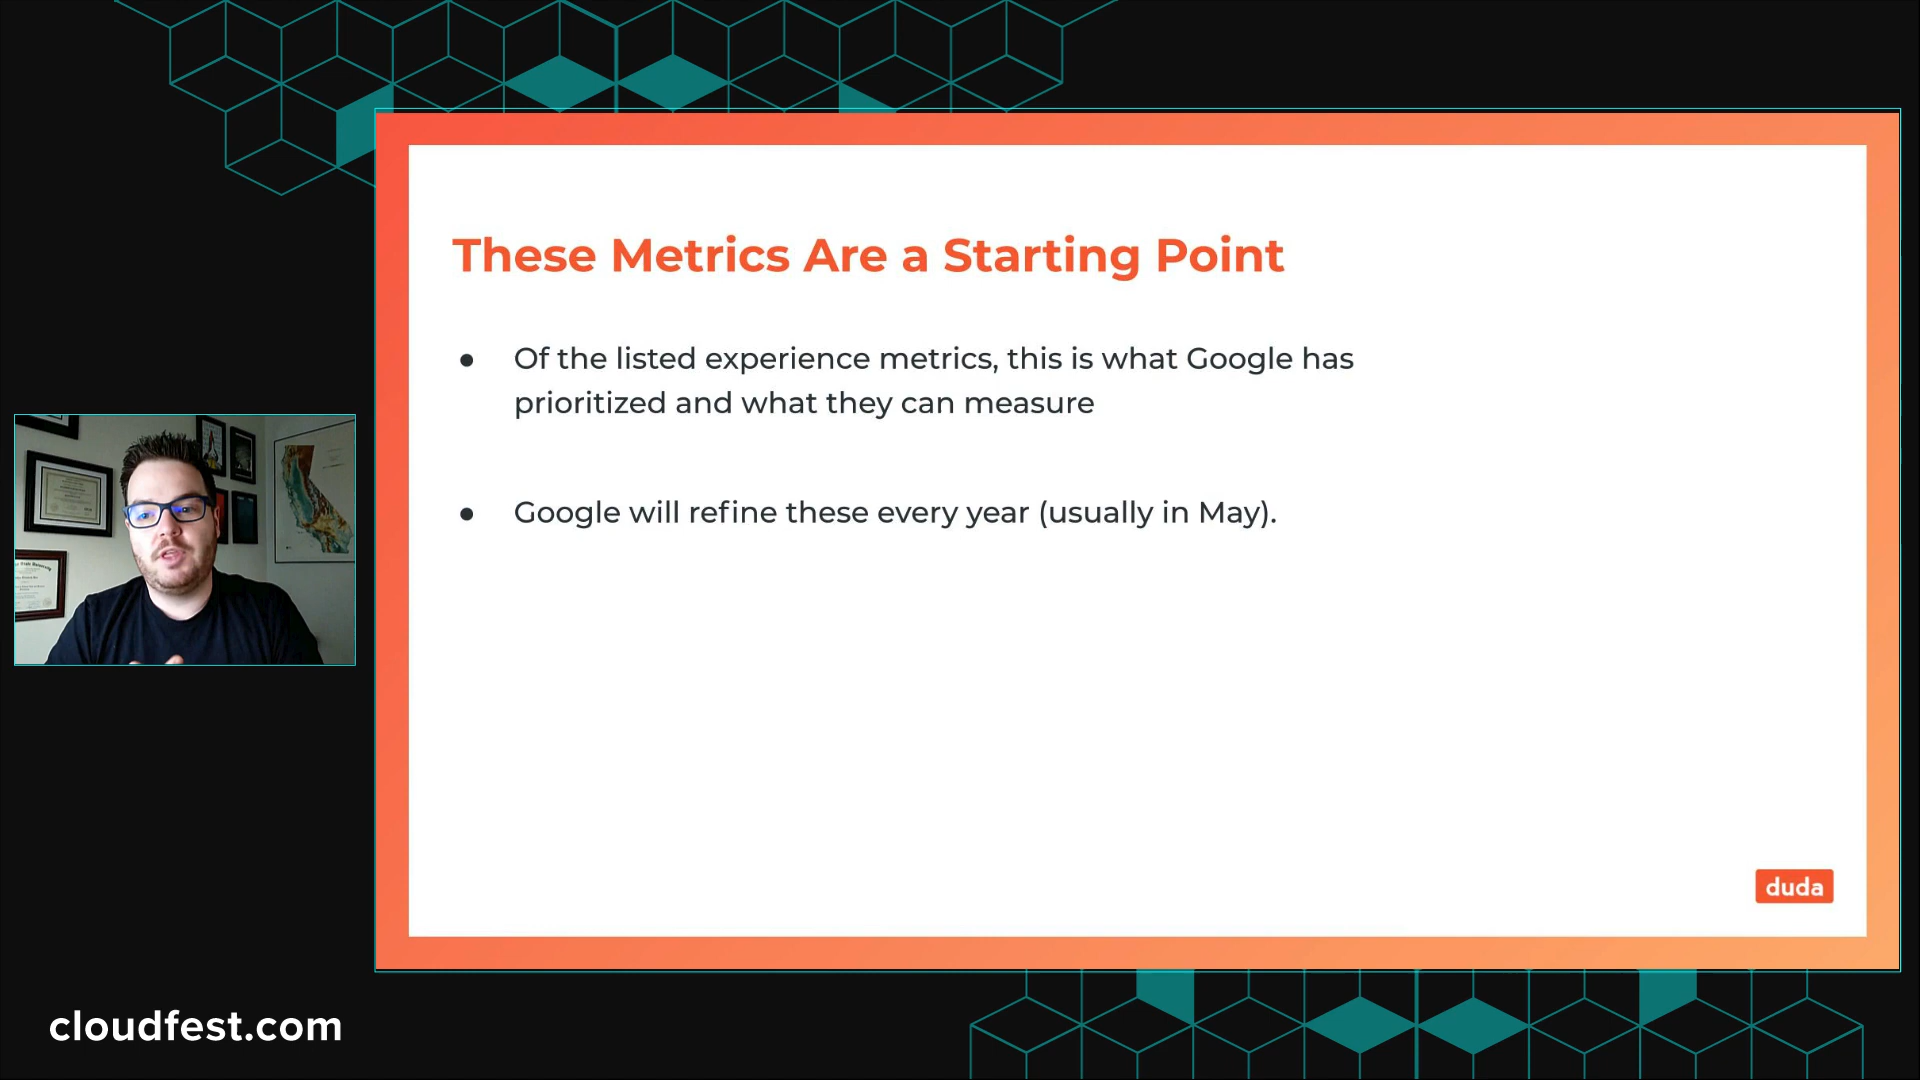 These Metrics Are a Starting Point
● Of the listed experience metrics, this is what Google has
prioritized and what they can measure
● Google will refine these every year (usually in May).
duda
cloudfest.com